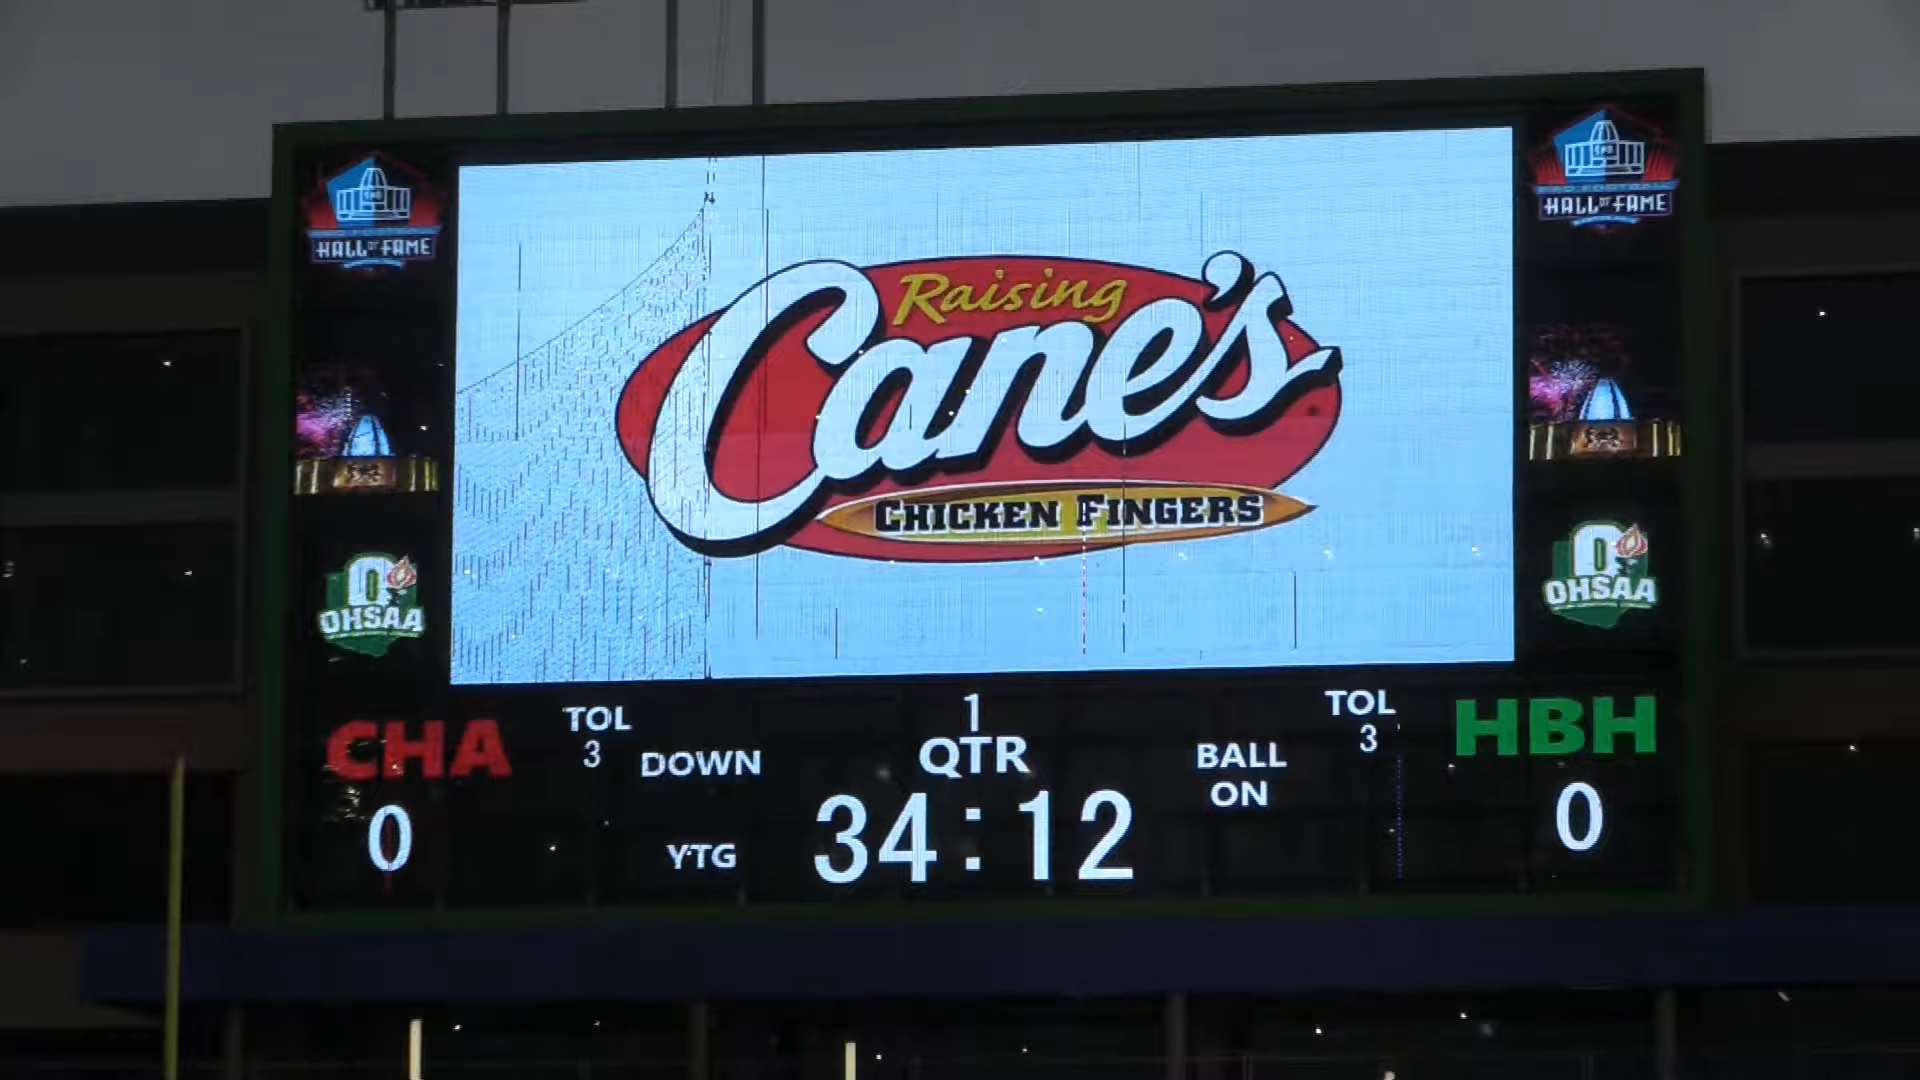 HALL OF FAME
HALL OF FAME
Raising
Cane's
CHICKEN FINGERS
OHSAA
OHSAA
CHA
TOL
3
DOWN
1
QTR
BALL
ON
TOL
3
HBH
0
YTG
34:12
0